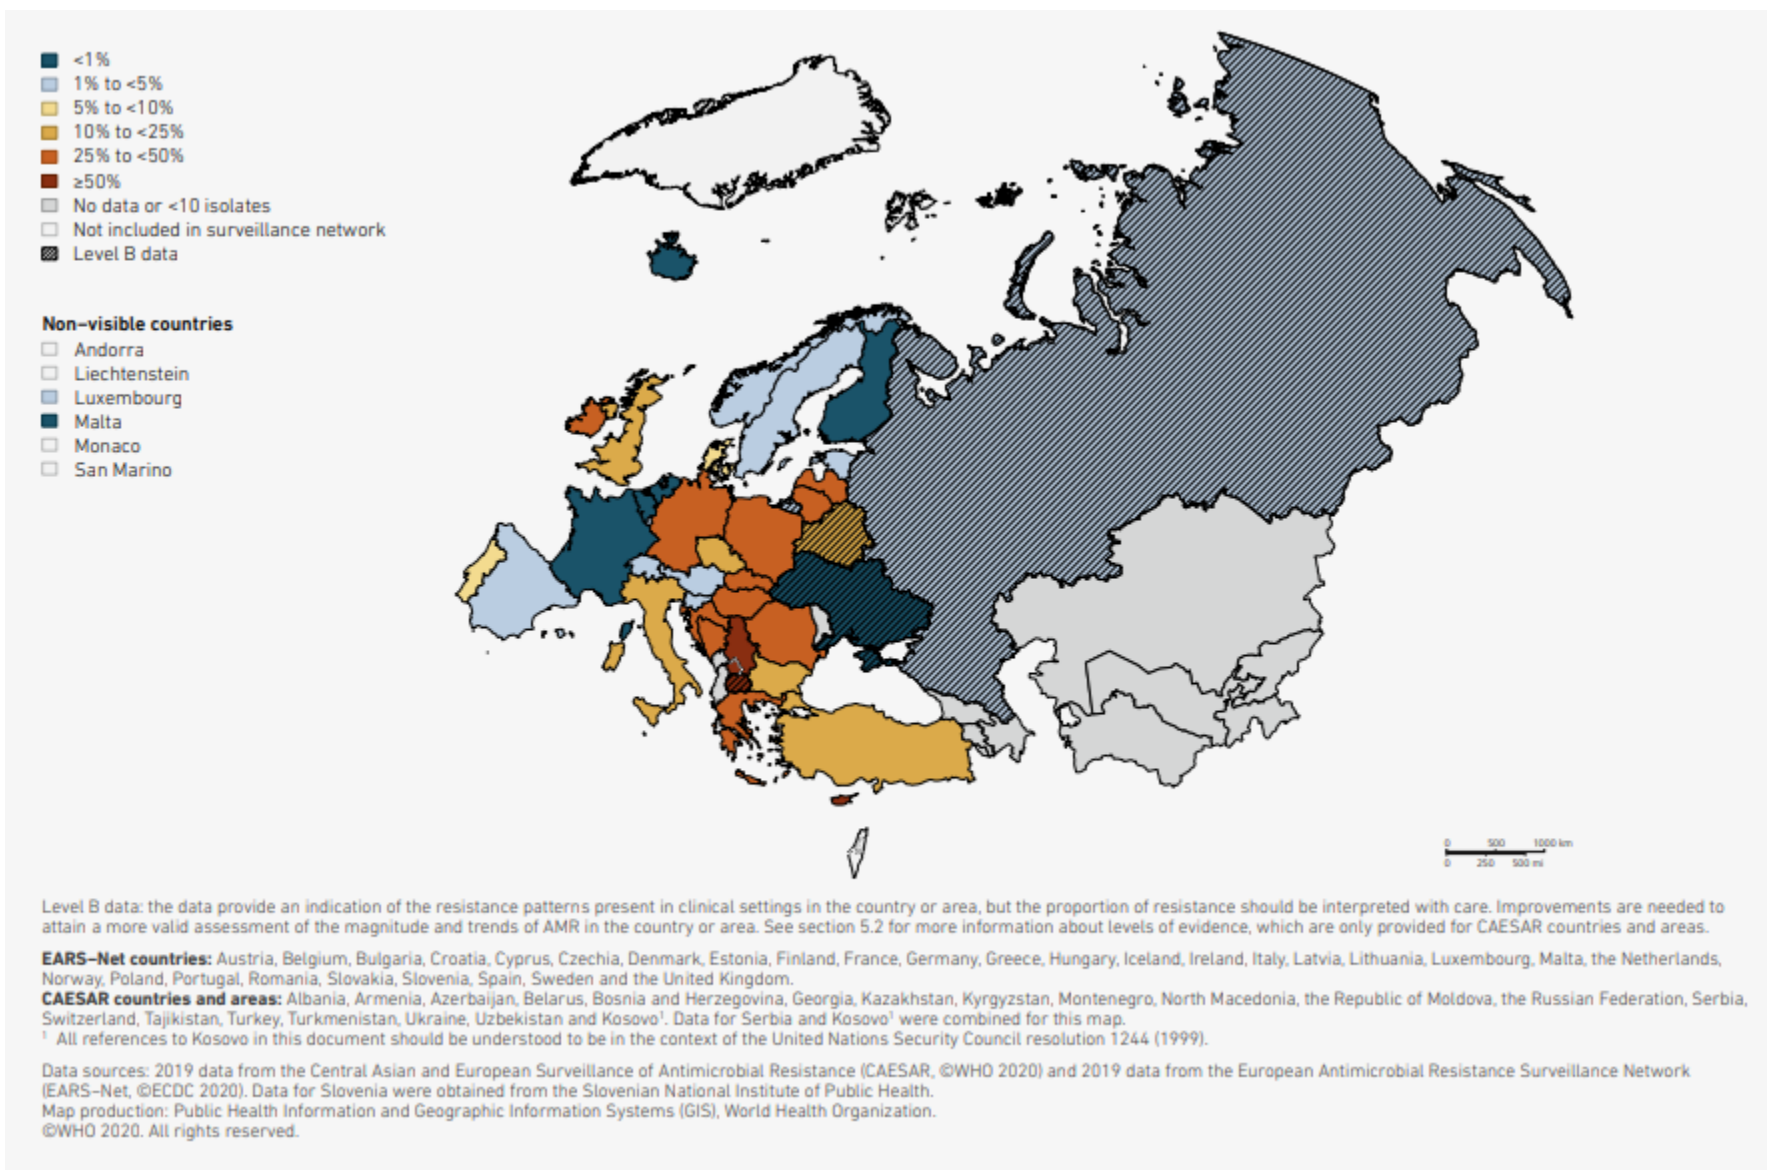 <1%
1% to <5%
5% to <10%
10% to <25%
25% to <50%
≥50%
No data or <10 isolates
Not included in surveillance network
Level B data
Non–visible countries
Andorra
Liechtenstein
Luxembourg
Malta
Monaco
San Marino
0 500 1000 km
0 250 500 mi
Level B data: the data provide an indication of the resistance patterns present in clinical settings in the country or area, but the proportion of resistance should be interpreted with care. Improvements are needed to
attain a more valid assessment of the magnitude and trends of AMR in the country or area. See section 5.2 for more information about levels of evidence, which are only provided for CAESAR countries and areas.
EARS–Net countries: Austria, Belgium, Bulgaria, Croatia, Cyprus, Czechia, Denmark, Estonia, Finland, France, Germany, Greece, Hungary, Iceland, Ireland, Italy, Latvia, Lithuania, Luxembourg, Malta, the Netherlands,
Norway, Poland, Portugal, Romania, Slovakia, Slovenia, Spain, Sweden and the United Kingdom.
CAESAR countries and areas: Albania, Armenia, Azerbaijan, Belarus, Bosnia and Herzegovina, Georgia, Kazakhstan, Kyrgyzstan, Montenegro, North Macedonia, the Republic of Moldova, the Russian Federation, Serbia,
Switzerland, Tajikistan, Turkey, Turkmenistan, Ukraine, Uzbekistan and Kosovo¹. Data for Serbia and Kosovo¹ were combined for this map.
¹ All references to Kosovo in this document should be understood to be in the context of the United Nations Security Council resolution 1244 (1999).
Data sources: 2019 data from the Central Asian and European Surveillance of Antimicrobial Resistance (CAESAR, ©WHO 2020) and 2019 data from the European Antimicrobial Resistance Surveillance Network
(EARS–Net, ©ECDC 2020). Data for Slovenia were obtained from the Slovenian National Institute of Public Health.
Map production: Public Health Information and Geographic Information Systems (GIS), World Health Organization.
©WHO 2020. All rights reserved.